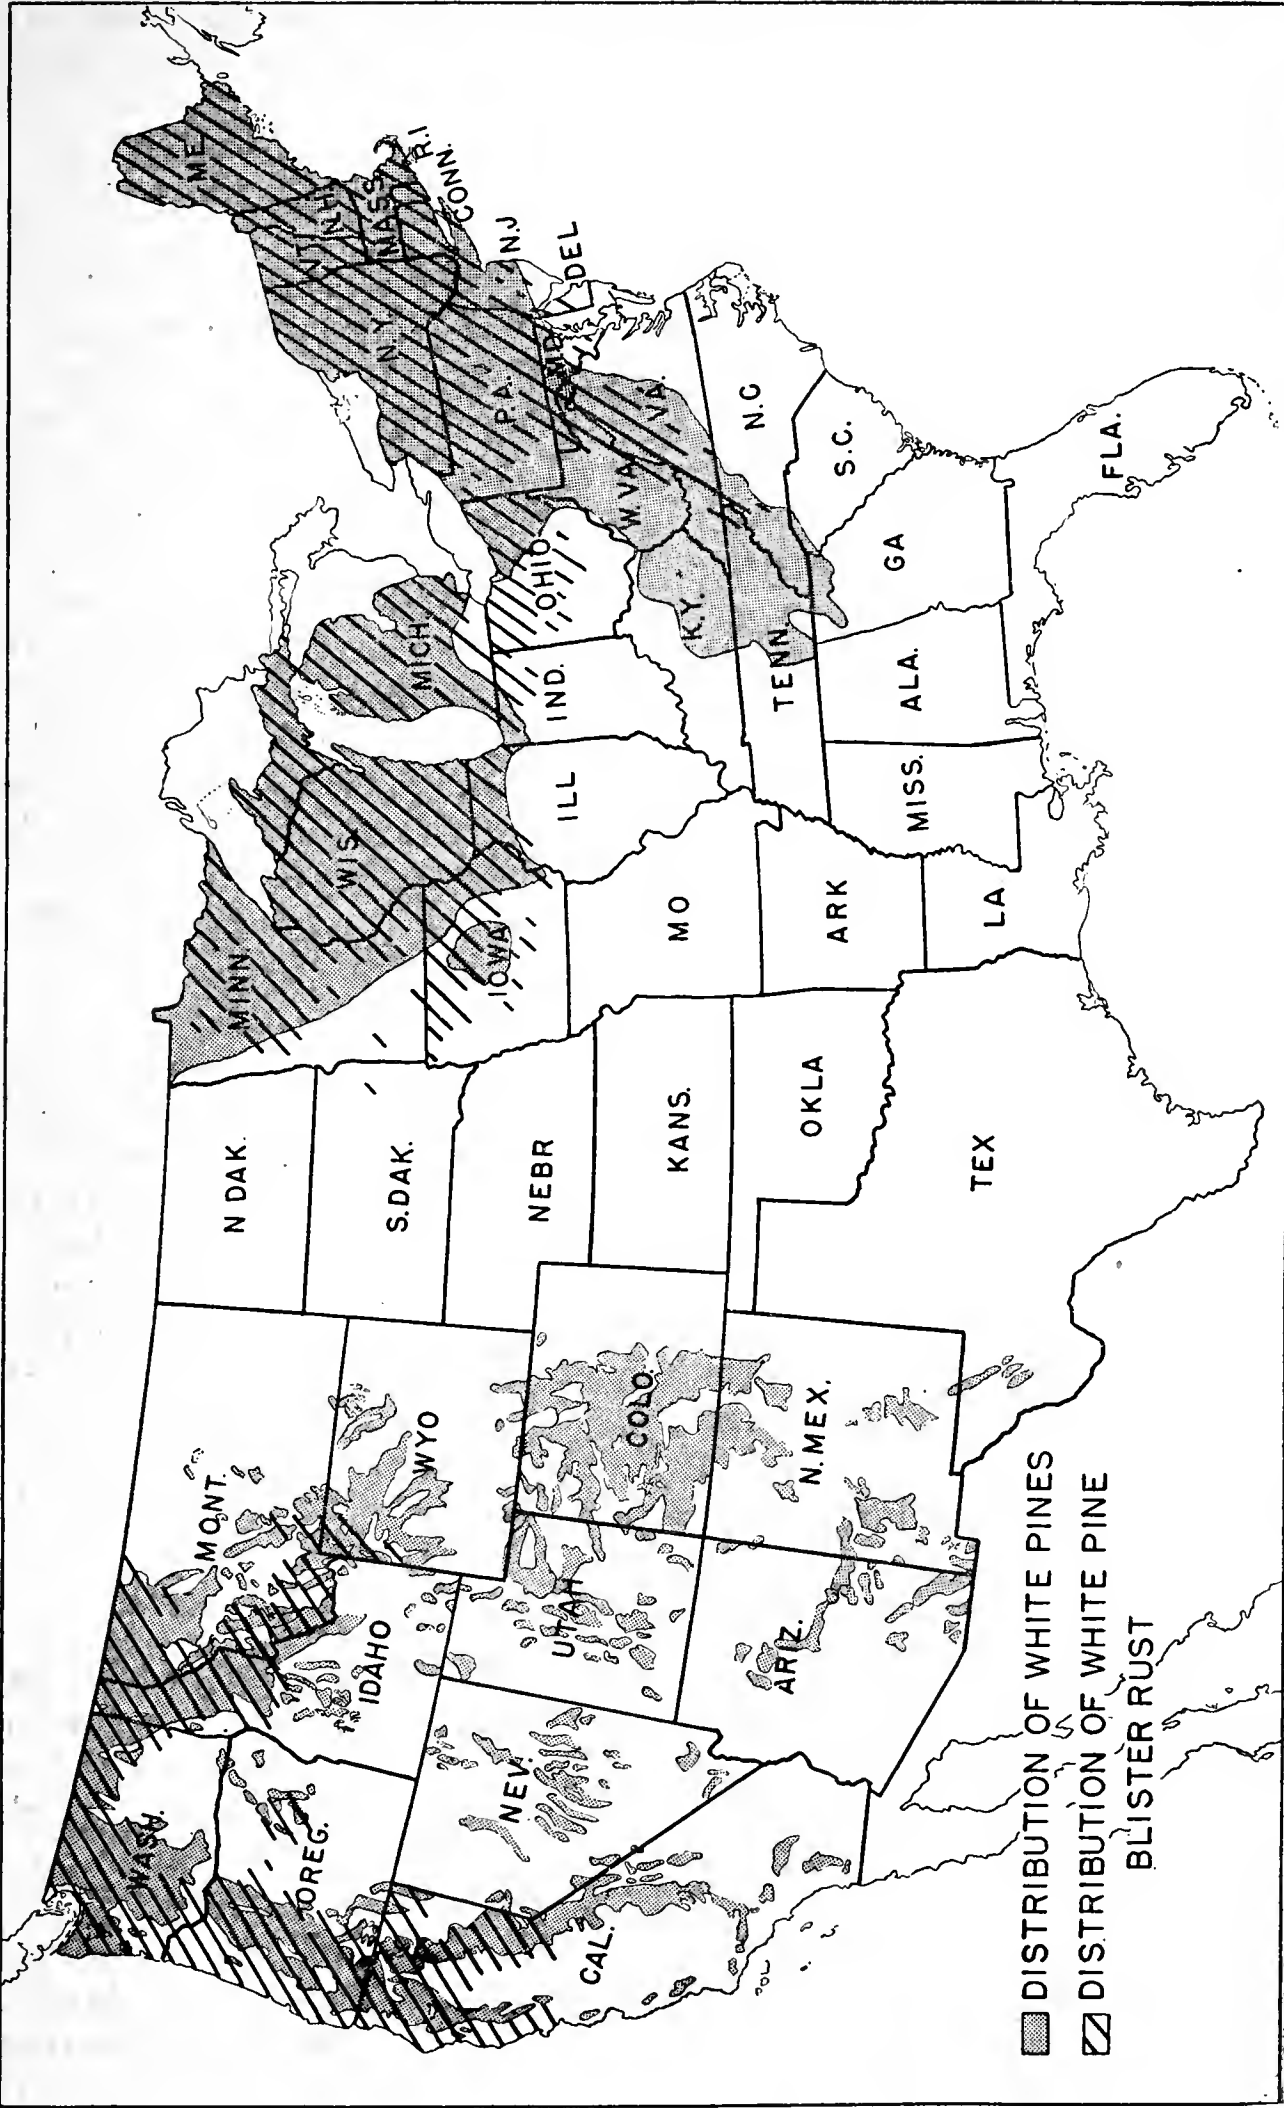 WASH.
OREG.
CAL.
NEV.
IDAHO
MONT.
WYO
UTAH
COLO.
ARIZ.
N.MEX.
N DAK.
S.DAK.
NEBR
KANS.
OKLA
TEX
MINN.
IOWA
MO
ARK
LA
WIS.
ILL
MICH.
IND.
OHIO
K.Y.
TENN.
MISS.
ALA.
GA
FLA.
S.C.
N.C
VA.
W.VA.
MD.
DEL
P.A.
N.J
N.Y.
CONN.
R.I
MASS.
VT.
N.H.
ME.
DISTRIBUTION OF WHITE PINES
DISTRIBUTION OF WHITE PINE
BLISTER RUST